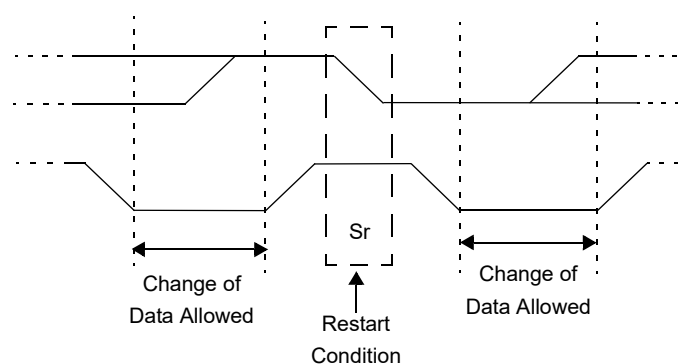 Sr
Change of
Data Allowed
Change of
Data Allowed
Restart
Condition